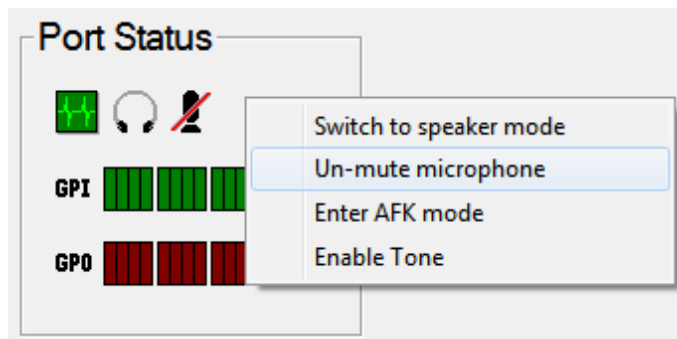 Port Status
Switch to speaker mode
Un-mute microphone
GPI
Enter AFK mode
Enable Tone
GPO